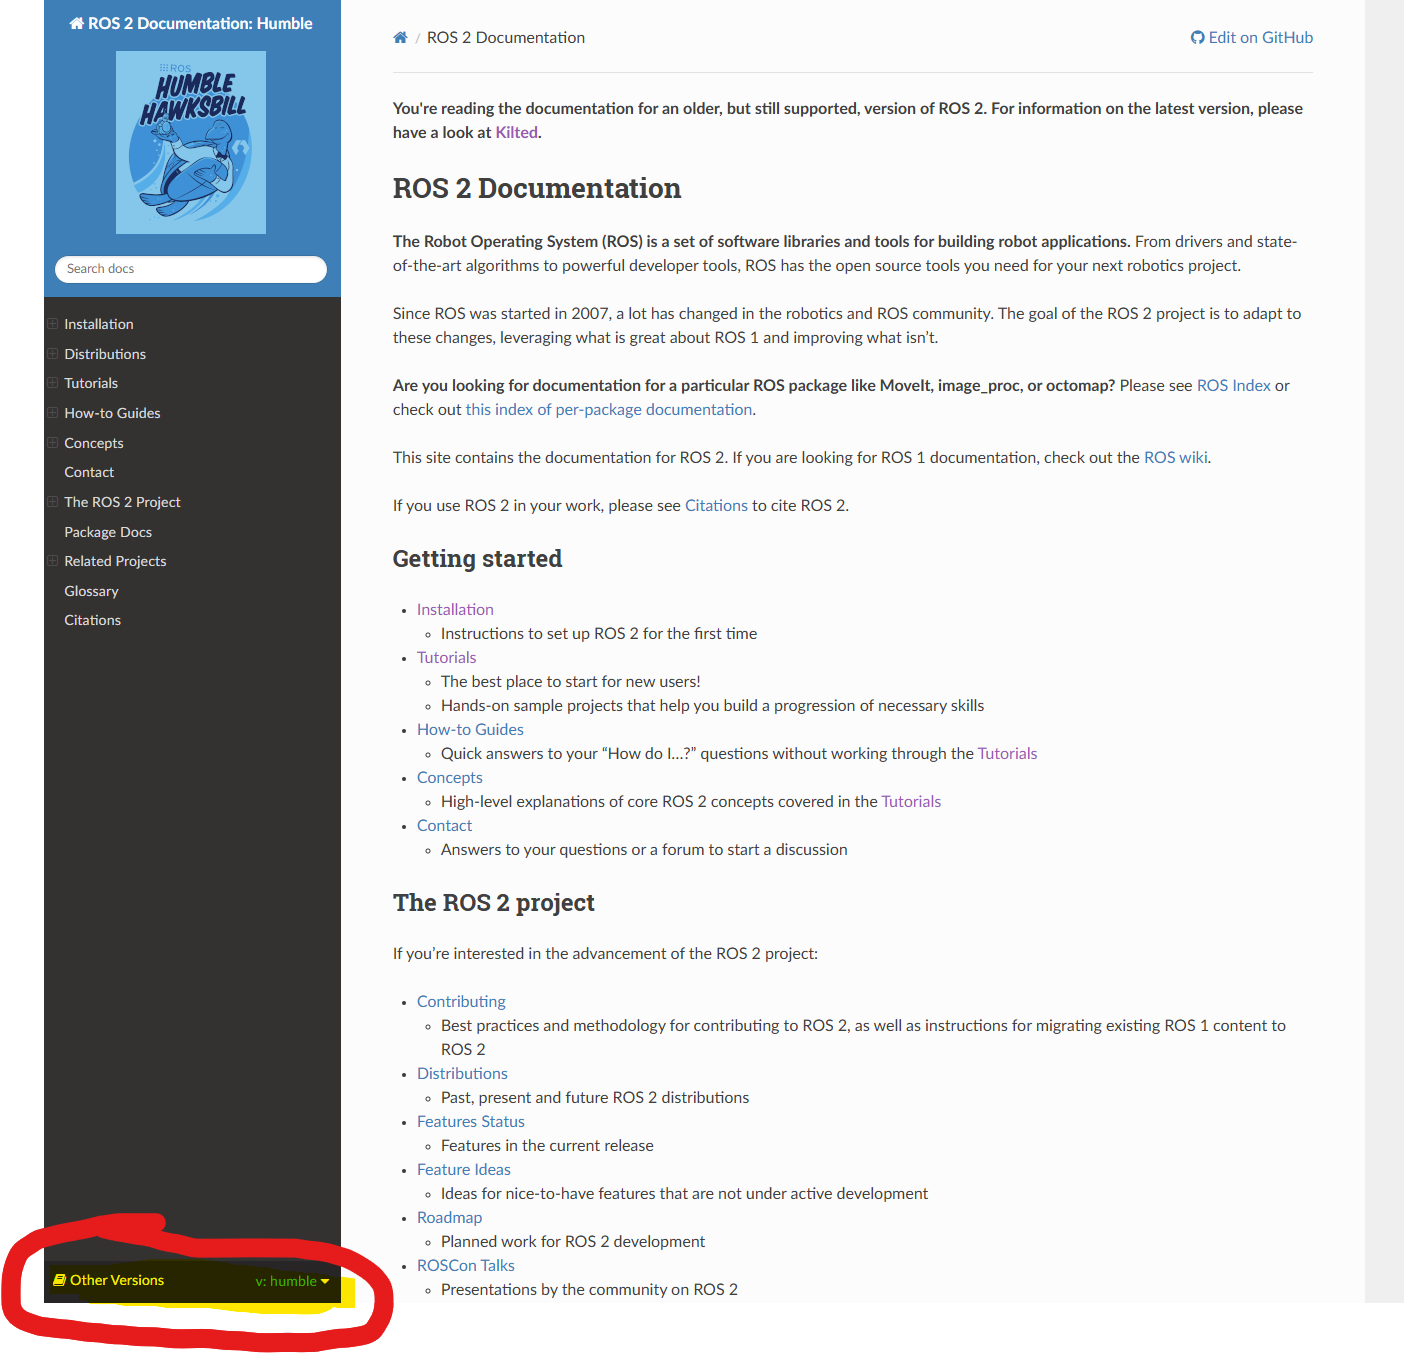 ROS 2 Documentation: Humble
ROS
HUMBLE
HAWKSBILL
Search docs
Installation
Distributions
Tutorials
How-to Guides
Concepts
Contact
The ROS 2 Project
Package Docs
Related Projects
Glossary
Citations
Other Versions v: humble
/ ROS 2 Documentation
Edit on GitHub
You're reading the documentation for an older, but still supported, version of ROS 2. For information on the latest version, please
have a look at Kilted.
ROS 2 Documentation
The Robot Operating System (ROS) is a set of software libraries and tools for building robot applications. From drivers and state-
of-the-art algorithms to powerful developer tools, ROS has the open source tools you need for your next robotics project.
Since ROS was started in 2007, a lot has changed in the robotics and ROS community. The goal of the ROS 2 project is to adapt to
these changes, leveraging what is great about ROS 1 and improving what isn’t.
Are you looking for documentation for a particular ROS package like MoveIt, image_proc, or octomap? Please see ROS Index or
check out this index of per-package documentation.
This site contains the documentation for ROS 2. If you are looking for ROS 1 documentation, check out the ROS wiki.
If you use ROS 2 in your work, please see Citations to cite ROS 2.
Getting started
• Installation
◦ Instructions to set up ROS 2 for the first time
• Tutorials
◦ The best place to start for new users!
◦ Hands-on sample projects that help you build a progression of necessary skills
• How-to Guides
◦ Quick answers to your “How do I…?” questions without working through the Tutorials
• Concepts
◦ High-level explanations of core ROS 2 concepts covered in the Tutorials
• Contact
◦ Answers to your questions or a forum to start a discussion
The ROS 2 project
If you’re interested in the advancement of the ROS 2 project:
• Contributing
◦ Best practices and methodology for contributing to ROS 2, as well as instructions for migrating existing ROS 1 content to
ROS 2
• Distributions
◦ Past, present and future ROS 2 distributions
• Features Status
◦ Features in the current release
• Feature Ideas
◦ Ideas for nice-to-have features that are not under active development
• Roadmap
◦ Planned work for ROS 2 development
• ROSCon Talks
◦ Presentations by the community on ROS 2